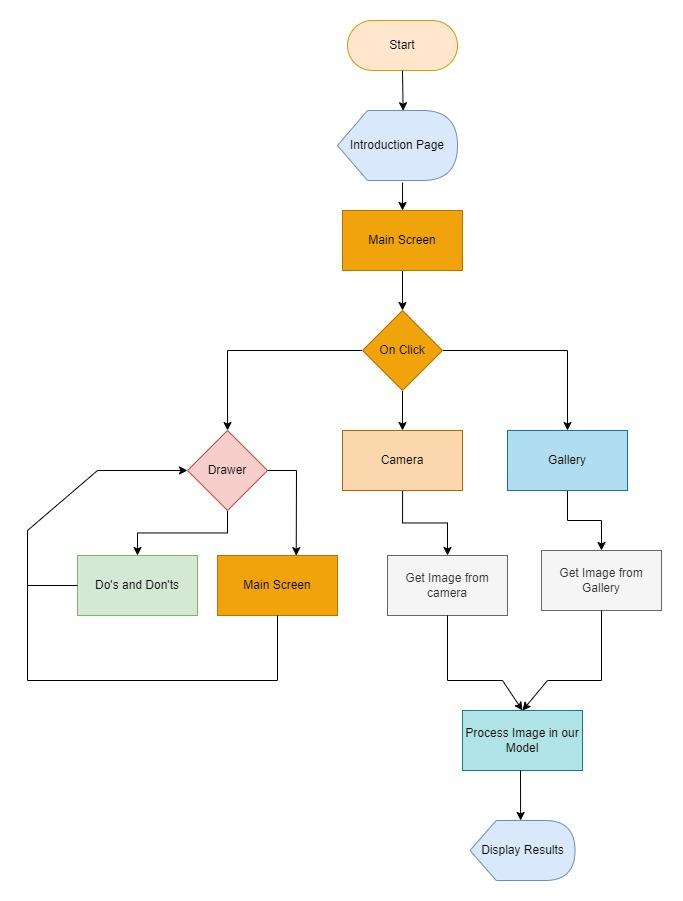 Start
Introduction Page
Main Screen
On Click
Drawer
Camera
Gallery
Do's and Don'ts
Main Screen
Get Image from
camera
Get Image from
Gallery
Process Image in our
Model
Display Results